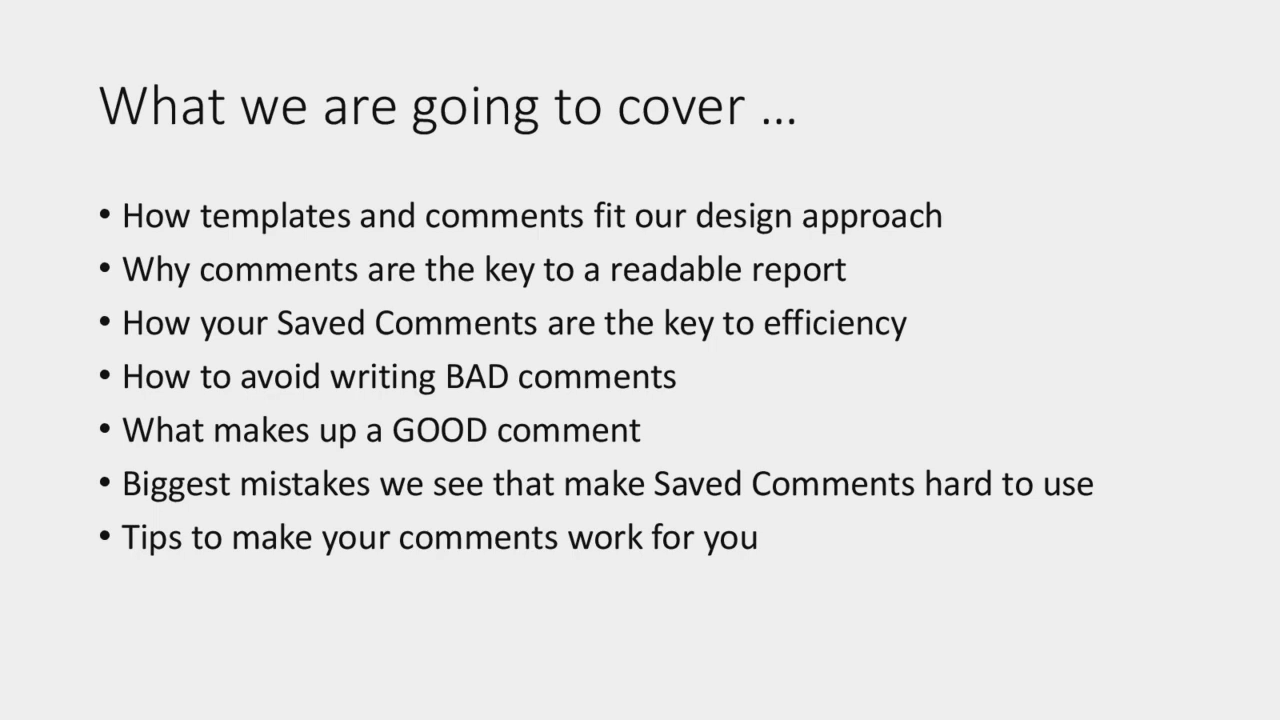 What we are going to cover ...
• How templates and comments fit our design approach
• Why comments are the key to a readable report
• How your Saved Comments are the key to efficiency
• How to avoid writing BAD comments
• What makes up a GOOD comment
• Biggest mistakes we see that make Saved Comments hard to use
• Tips to make your comments work for you